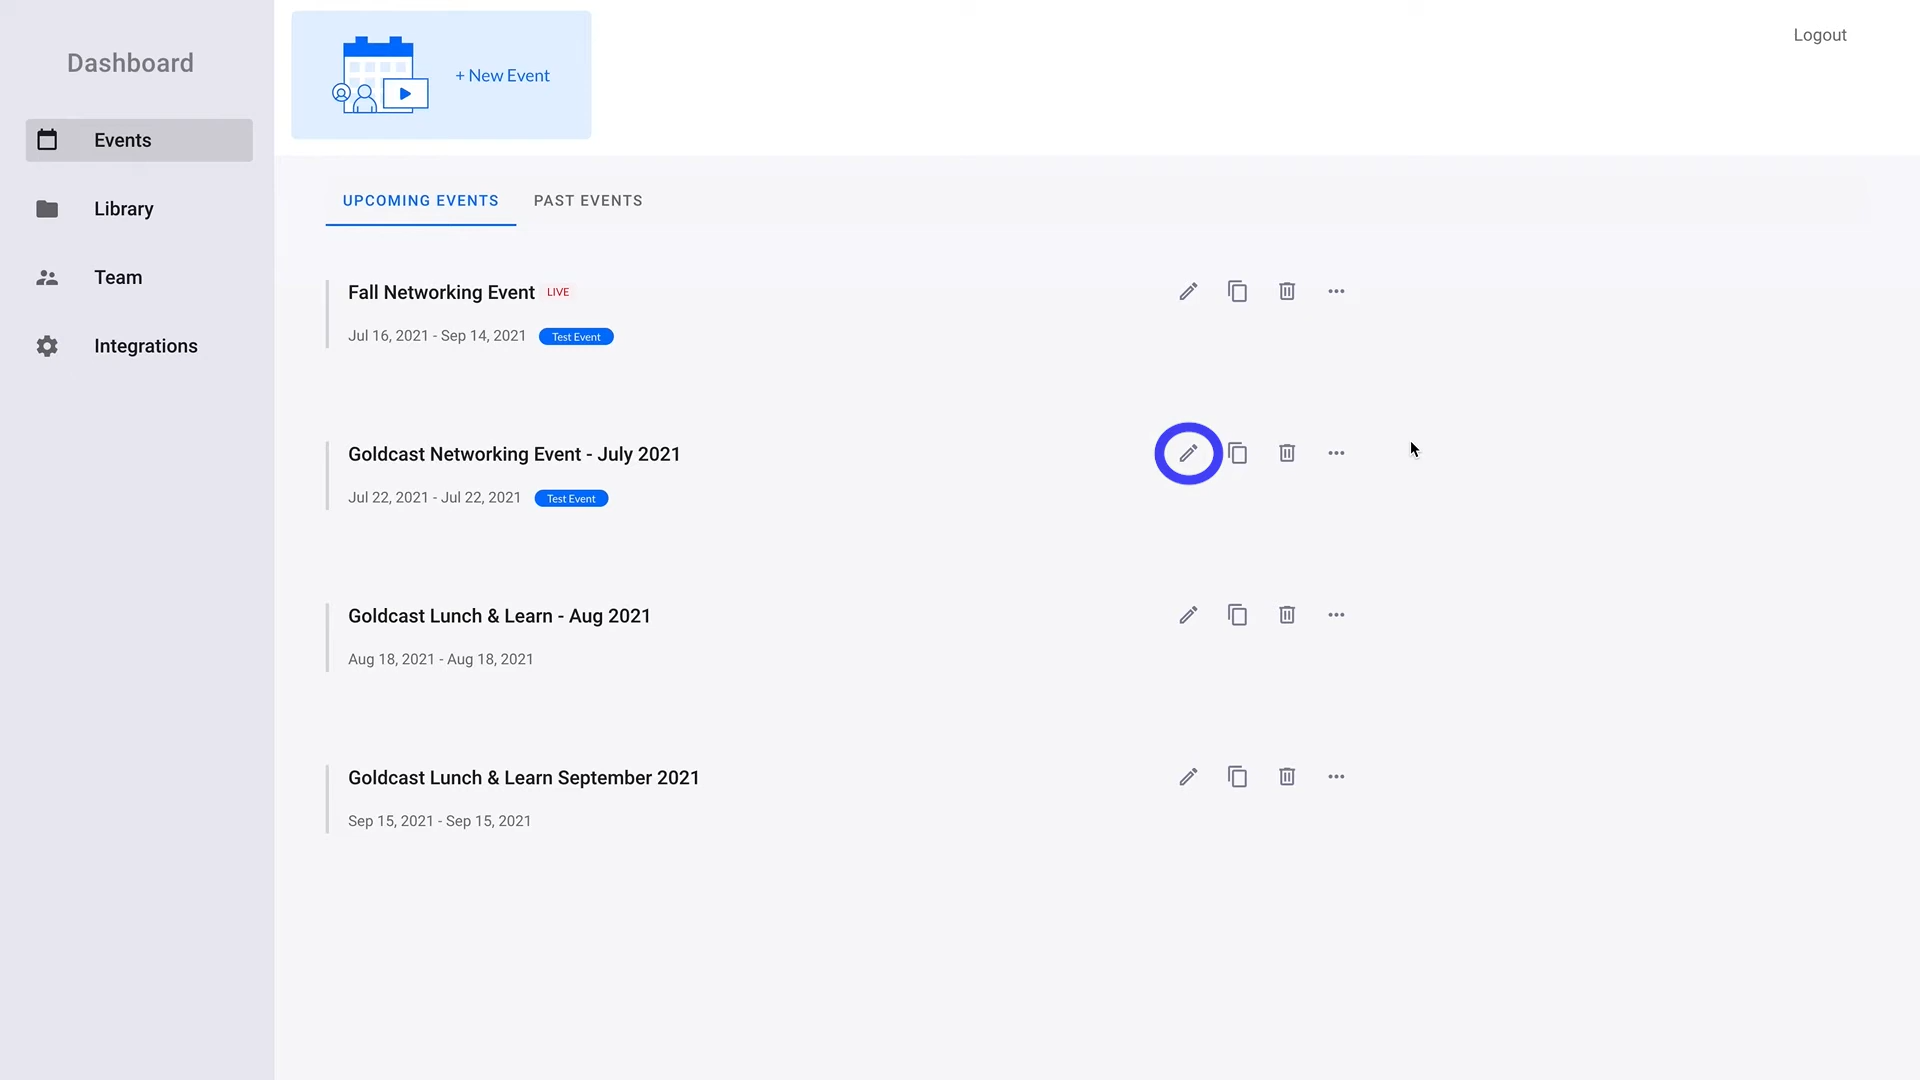 Dashboard
Events
Library
Team
Integrations
+ New Event
Logout
UPCOMING EVENTS PAST EVENTS
Fall Networking Event LIVE
Jul 16, 2021 - Sep 14, 2021 Test Event
Goldcast Networking Event - July 2021
Jul 22, 2021 - Jul 22, 2021 Test Event
Goldcast Lunch & Learn - Aug 2021
Aug 18, 2021 - Aug 18, 2021
Goldcast Lunch & Learn September 2021
Sep 15, 2021 - Sep 15, 2021